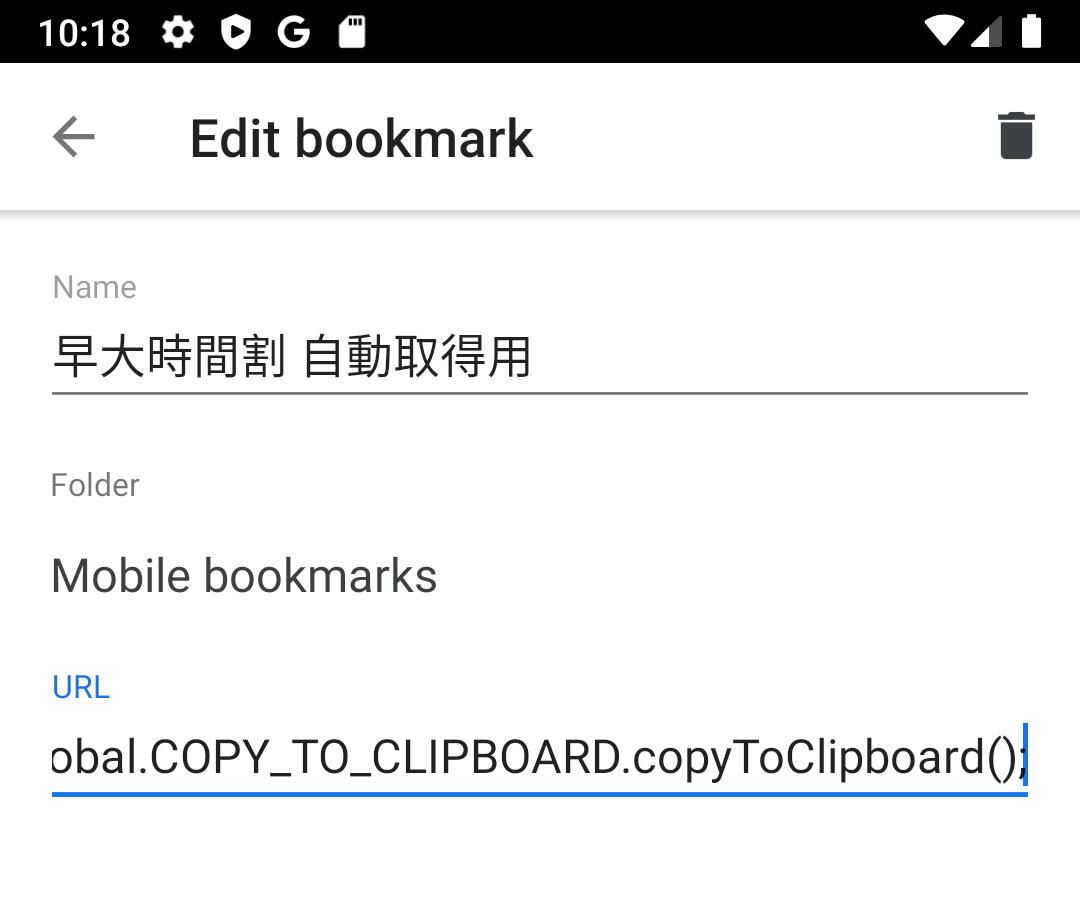 10:18
Edit bookmark
Name
早大時間割 自動取得用
Folder
Mobile bookmarks
URL
obal.COPY_TO_CLIPBOARD.copyToClipboard();